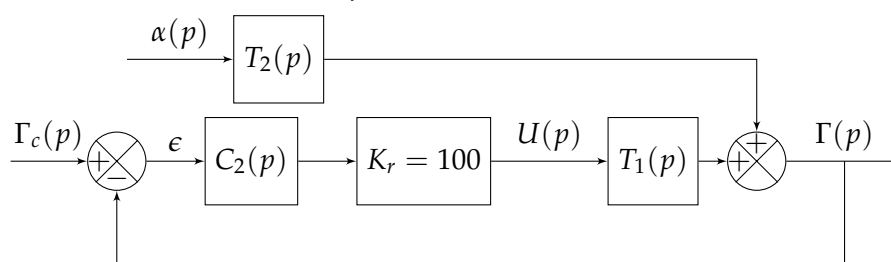 α(p)
T₂(p)
Γ_c(p)
+
−
ϵ
C₂(p)
K_r = 100
U(p)
T₁(p)
+
+
Γ(p)